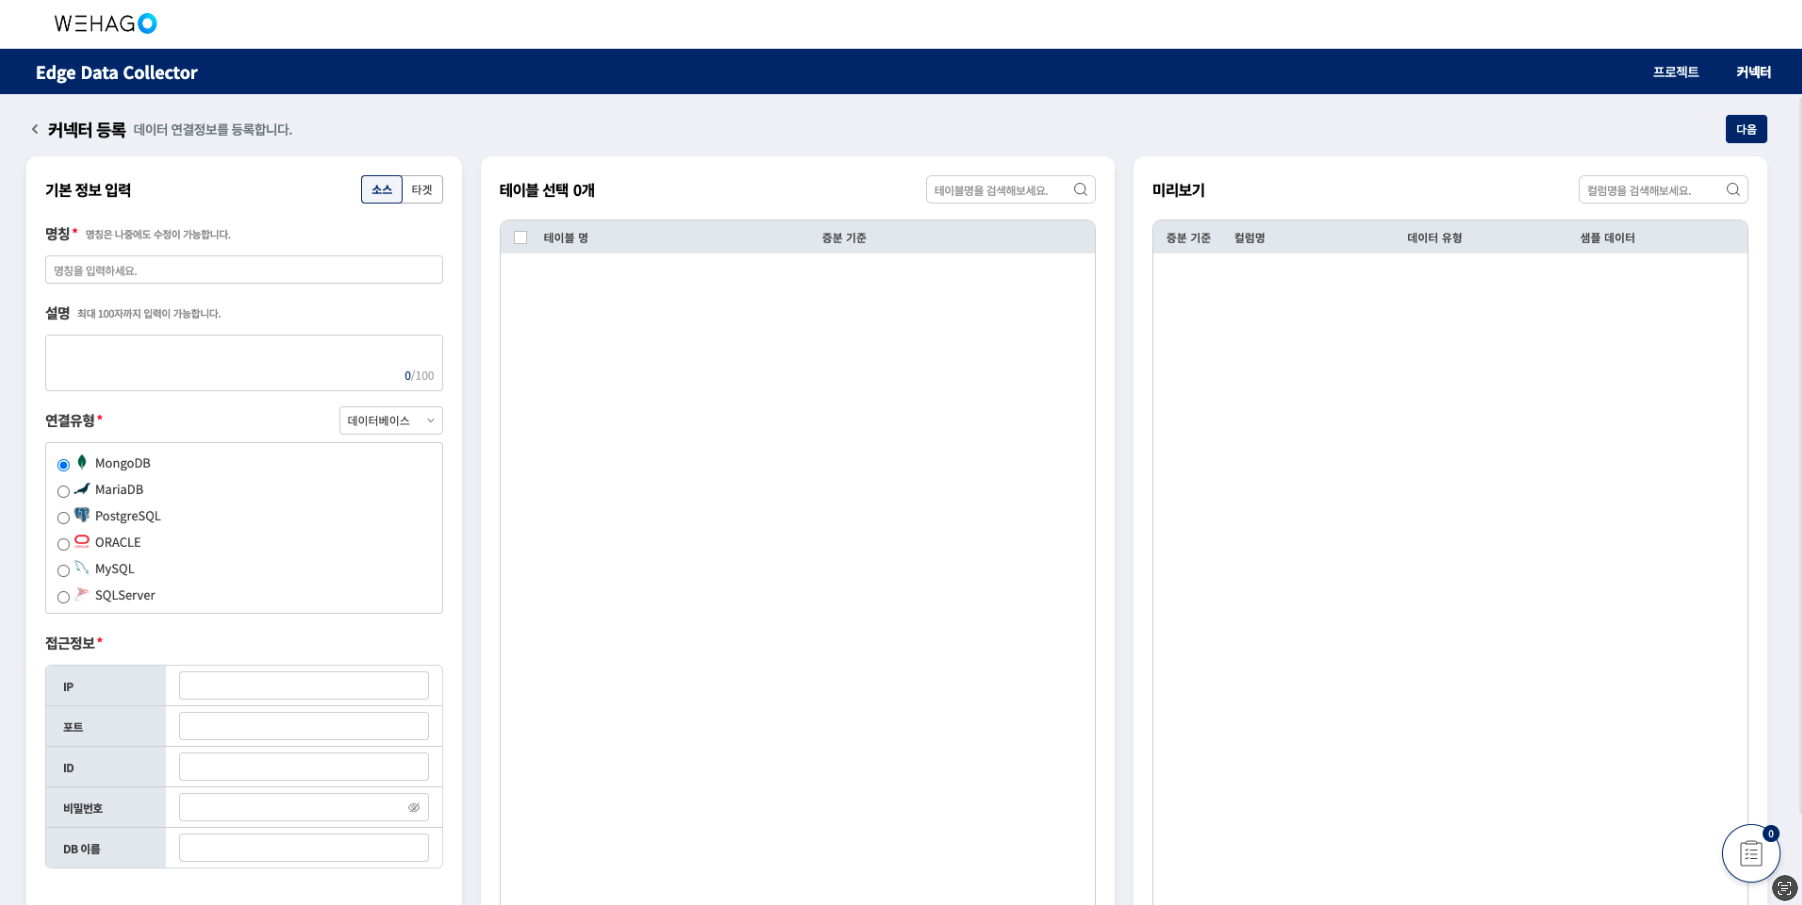 WEHAGO
Edge Data Collector
프로젝트
커넥터
커넥터 등록 데이터 연결정보를 등록합니다.
다음
기본 정보 입력
소스
타겟
명칭* 명칭은 나중에도 수정이 가능합니다.
명칭을 입력하세요.
설명 최대 100자까지 입력이 가능합니다.
0/100
연결유형*
데이터베이스
MongoDB
MariaDB
PostgreSQL
ORACLE
MySQL
SQLServer
접근정보*
IP
포트
ID
비밀번호
DB 이름
테이블 선택 0개
테이블명을 검색해보세요.
테이블 명
증분 기준
미리보기
컬럼명을 검색해보세요.
증분 기준
컬럼명
데이터 유형
샘플 데이터
0